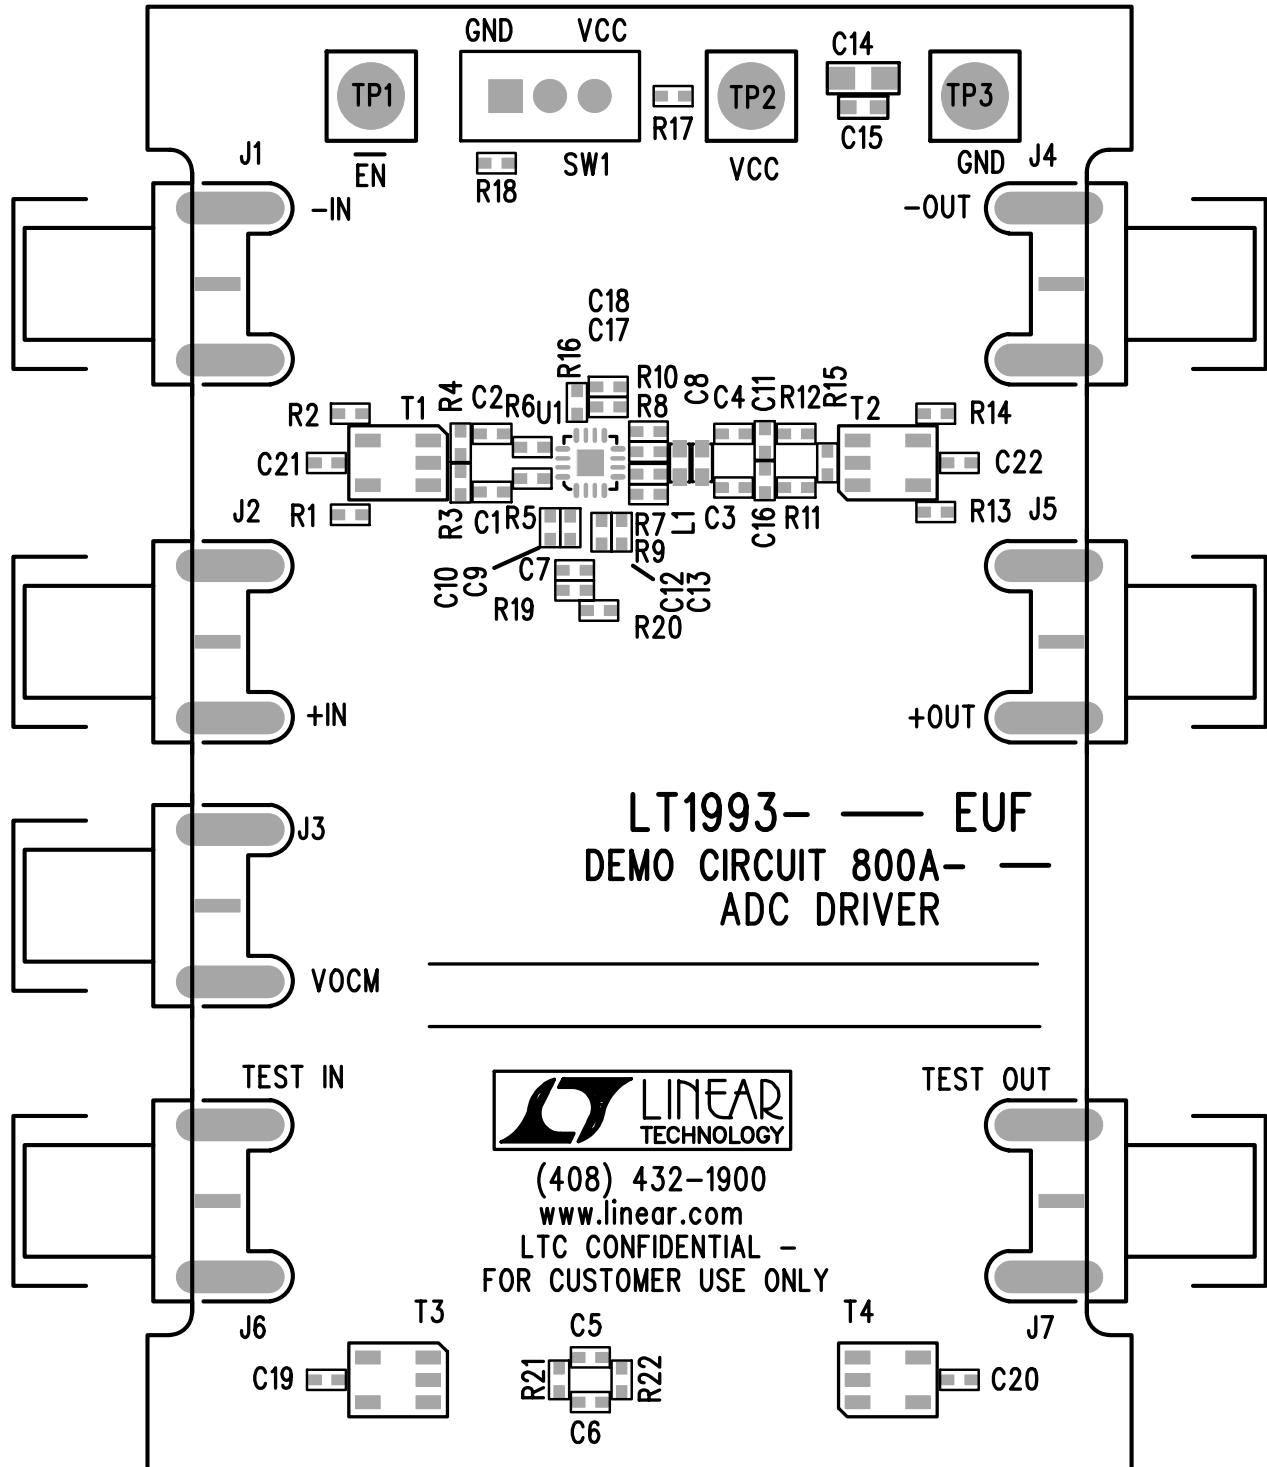 GND VCC
C14
TP1
TP2
TP3
R17
C15
J1
EN
R18
SW1
VCC
GND
J4
-IN
-OUT
C18
C17
R16
R10
R8
C8
R4
C2
R6
U1
C4
C11
R12
R15
R2
T1
T2
R14
C21
C22
J2
R1
R3
C1
R5
R7
R9
L1
C3
C16
R11
R13
J5
C10
C9
C7
C12
C13
R19
R20
+IN
+OUT
LT1993- —— EUF
J3
DEMO CIRCUIT 800A- —
ADC DRIVER
VOCM
TEST IN
TEST OUT
LINEAR
TECHNOLOGY
(408) 432-1900
www.linear.com
LTC CONFIDENTIAL -
FOR CUSTOMER USE ONLY
J6
T3
C5
T4
J7
C19
R21
R22
C20
C6